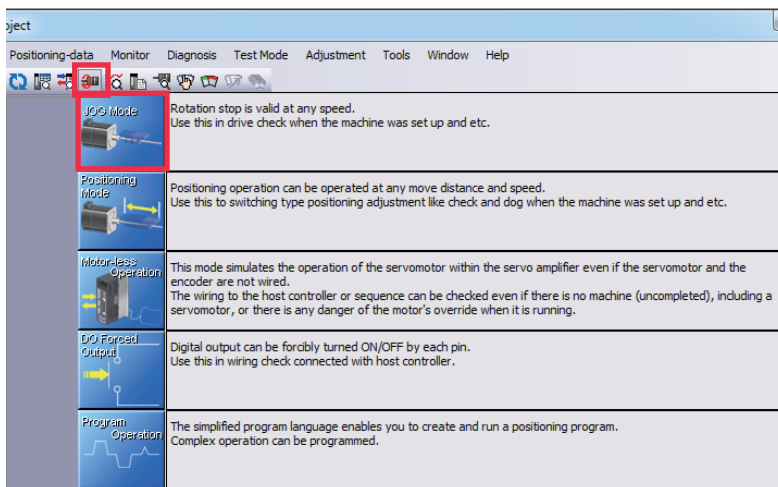 oject
Positioning-data Monitor Diagnosis Test Mode Adjustment Tools Window Help
JOG Mode
Rotation stop is valid at any speed.
Use this in drive check when the machine was set up and etc.
Positioning
Mode
Positioning operation can be operated at any move distance and speed.
Use this to switching type positioning adjustment like check and dog when the machine was set up and etc.
Motor-less
Operation
This mode simulates the operation of the servomotor within the servo amplifier even if the servomotor and the
encoder are not wired.
The wiring to the host controller or sequence can be checked even if there is no machine (uncompleted), including a
servomotor, or there is any danger of the motor's override when it is running.
DO Forced
Output
Digital output can be forcibly turned ON/OFF by each pin.
Use this in wiring check connected with host controller.
Program
Operation
The simplified program language enables you to create and run a positioning program.
Complex operation can be programmed.